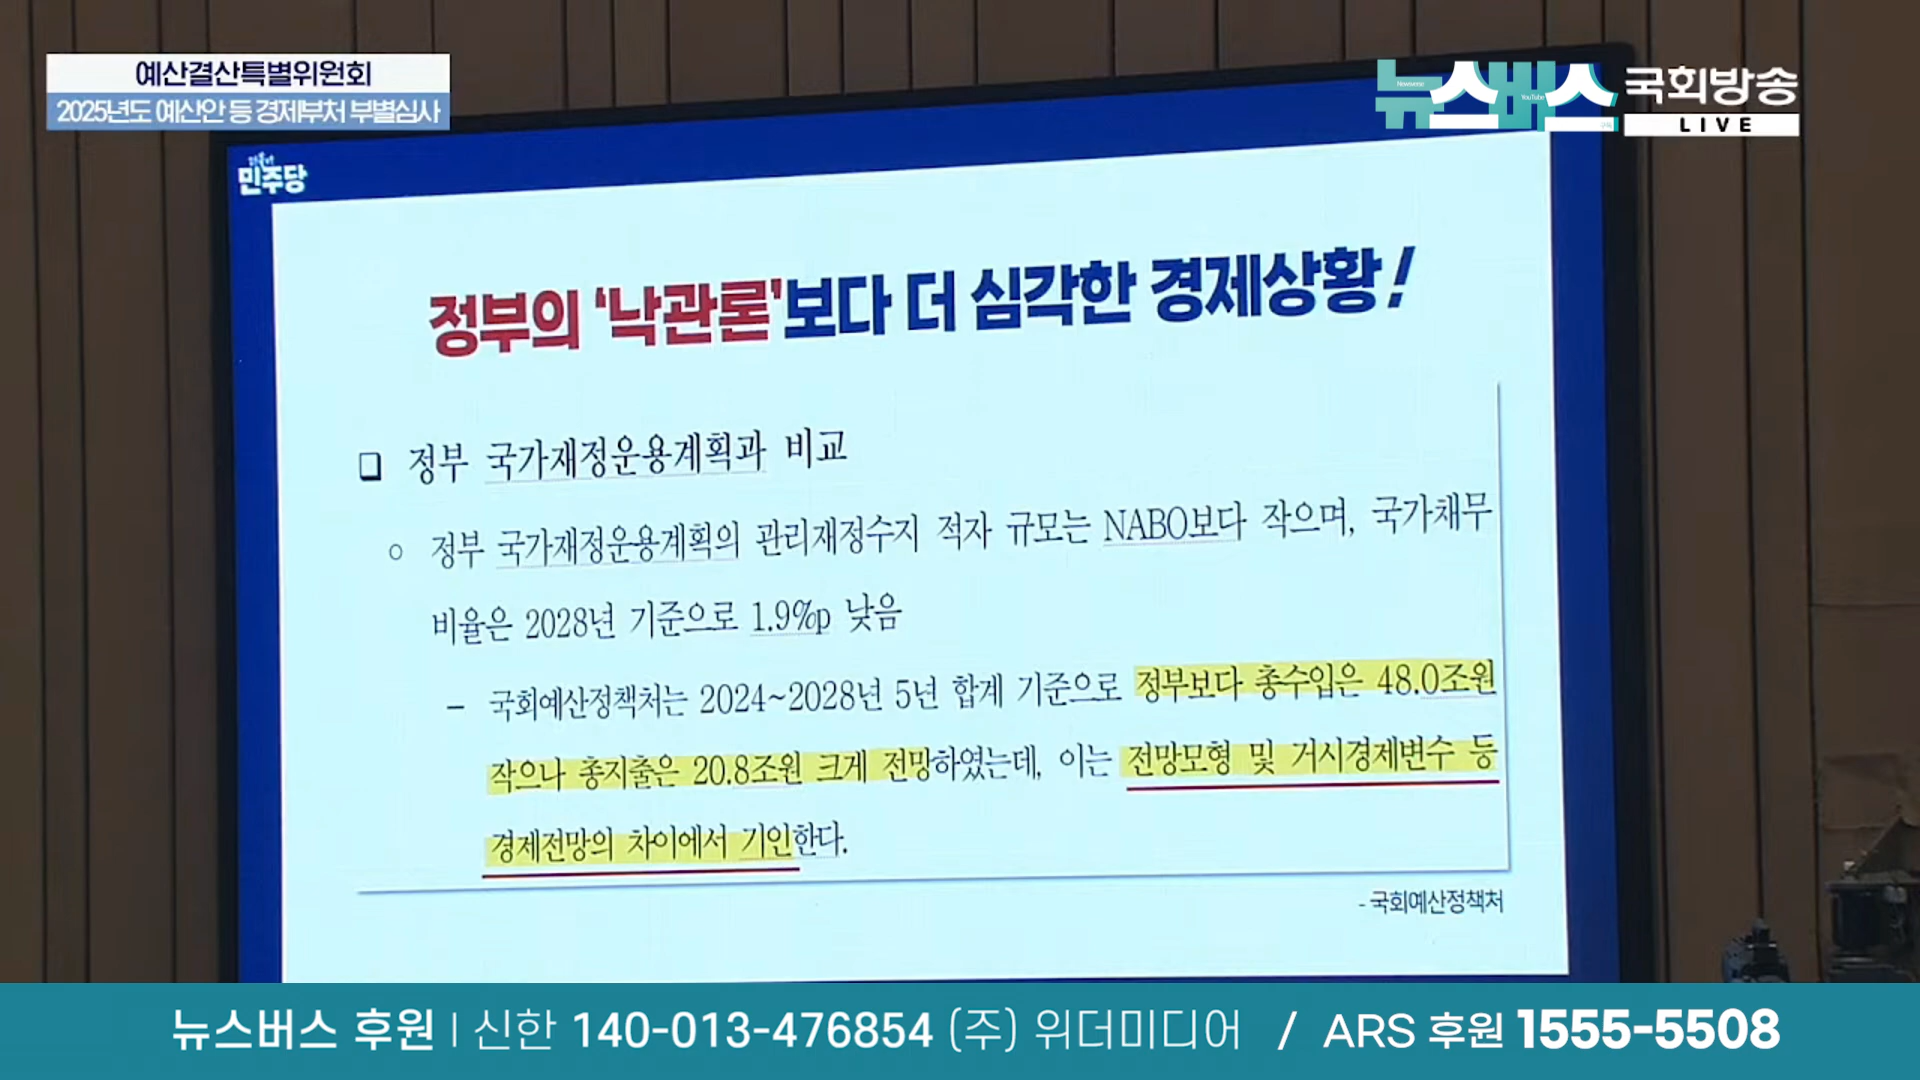 예산결산특별위원회
2025년도 예산안 등 경제부처 부별심사
뉴스버스 국회방송
Newsverse
YouTube
LIVE
더불어
민주당
정부의 '낙관론'보다 더 심각한 경제상황!
❑ 정부 국가재정운용계획과 비교
○ 정부 국가재정운용계획의 관리재정수지 적자 규모는 NABO보다 작으며, 국가채무
비율은 2028년 기준으로 1.9%p 낮음
– 국회예산정책처는 2024~2028년 5년 합계 기준으로 정부보다 총수입은 48.0조원
작으나 총지출은 20.8조원 크게 전망하였는데, 이는 전망모형 및 거시경제변수 등
경제전망의 차이에서 기인한다.
- 국회예산정책처
뉴스버스 후원 | 신한 140-013-476854 (주) 위더미디어 / ARS 후원 1555-5508